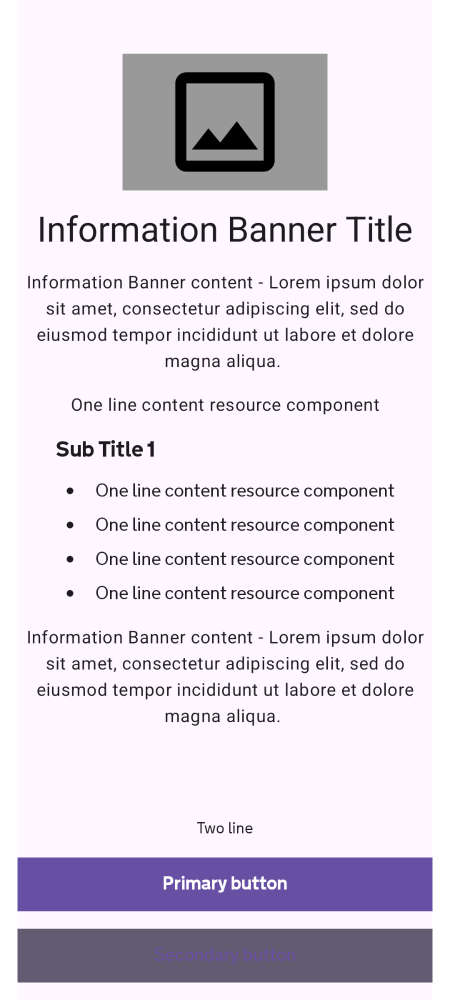 Information Banner Title
Information Banner content - Lorem ipsum dolor
sit amet, consectetur adipiscing elit, sed do
eiusmod tempor incididunt ut labore et dolore
magna aliqua.
One line content resource component
Sub Title 1
• One line content resource component
• One line content resource component
• One line content resource component
• One line content resource component
Information Banner content - Lorem ipsum dolor
sit amet, consectetur adipiscing elit, sed do
eiusmod tempor incididunt ut labore et dolore
magna aliqua.
Two line
Primary button
Secondary button